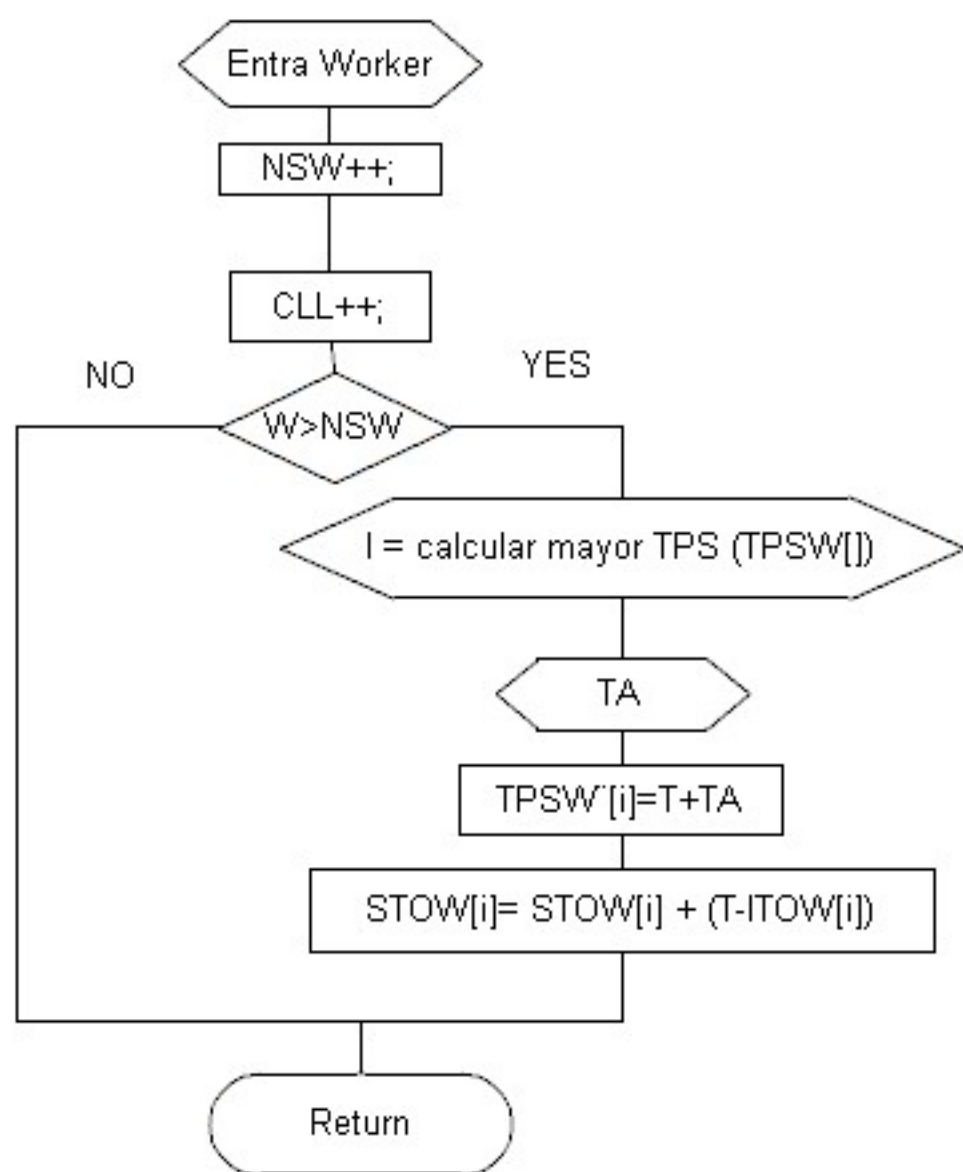 Entra Worker
NSW++;
CLL++;
NO
YES
W>NSW
I = calcular mayor TPS (TPSW[])
TA
TPSW¨[i]=T+TA
STOW[i]= STOW[i] + (T-ITOW[i])
Return